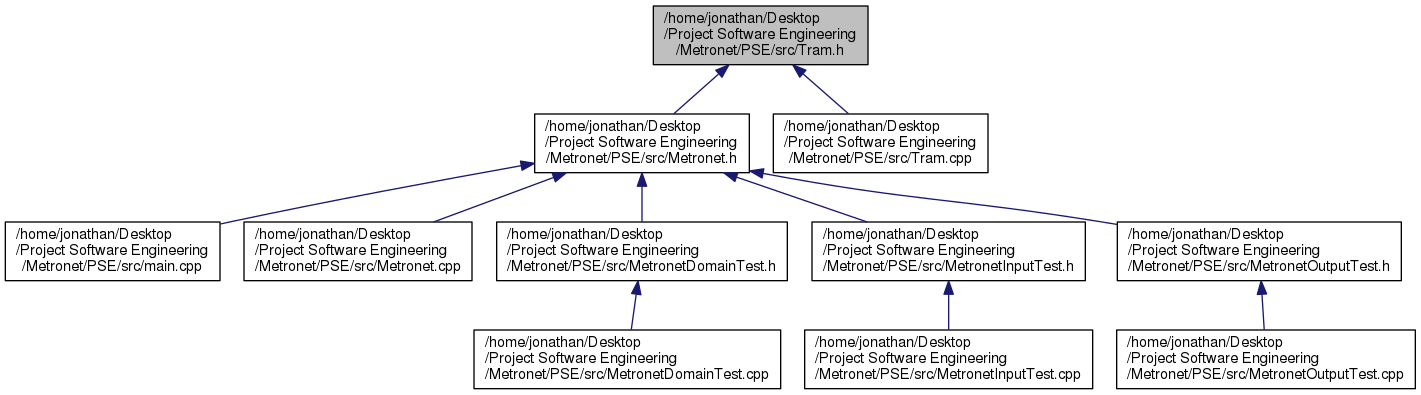 /home/jonathan/Desktop
/Project Software Engineering
/Metronet/PSE/src/Tram.h
/home/jonathan/Desktop
/Project Software Engineering
/Metronet/PSE/src/Metronet.h
/home/jonathan/Desktop
/Project Software Engineering
/Metronet/PSE/src/Tram.cpp
/home/jonathan/Desktop
/Project Software Engineering
/Metronet/PSE/src/main.cpp
/home/jonathan/Desktop
/Project Software Engineering
/Metronet/PSE/src/Metronet.cpp
/home/jonathan/Desktop
/Project Software Engineering
/Metronet/PSE/src/MetronetDomainTest.h
/home/jonathan/Desktop
/Project Software Engineering
/Metronet/PSE/src/MetronetInputTest.h
/home/jonathan/Desktop
/Project Software Engineering
/Metronet/PSE/src/MetronetOutputTest.h
/home/jonathan/Desktop
/Project Software Engineering
/Metronet/PSE/src/MetronetDomainTest.cpp
/home/jonathan/Desktop
/Project Software Engineering
/Metronet/PSE/src/MetronetInputTest.cpp
/home/jonathan/Desktop
/Project Software Engineering
/Metronet/PSE/src/MetronetOutputTest.cpp